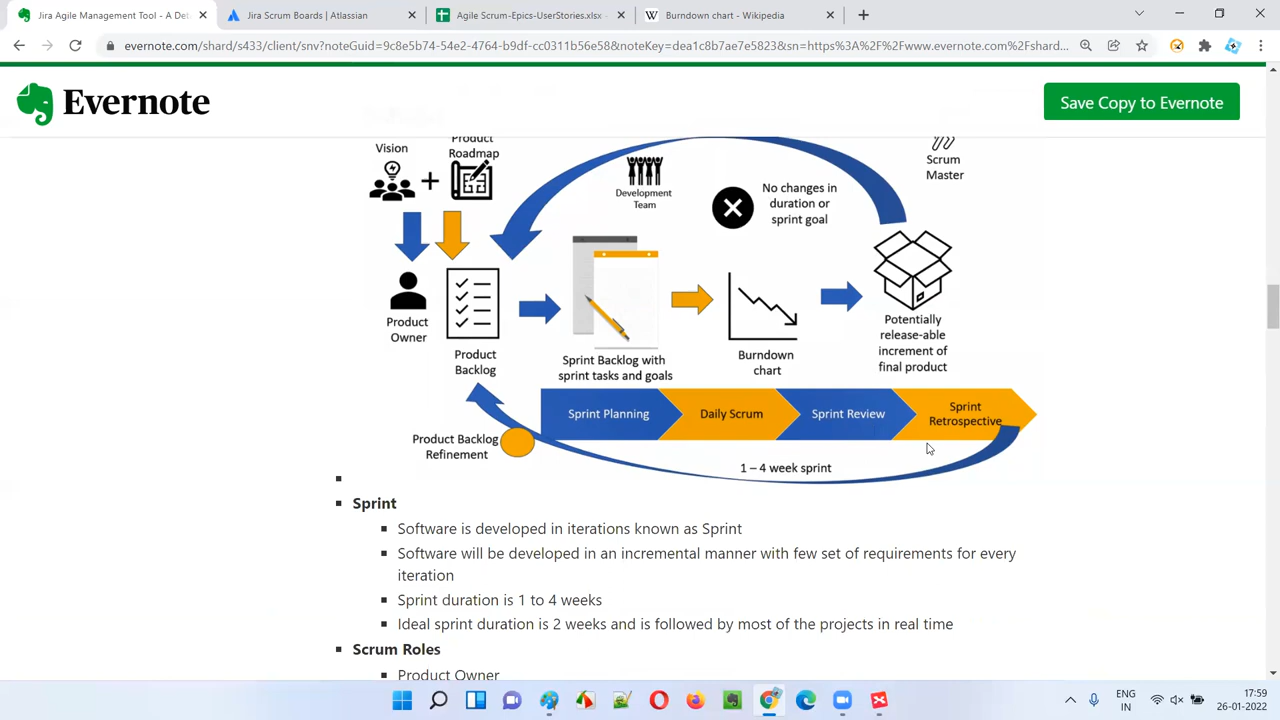 Jira Agile Management Tool - A Det
Jira Scrum Boards | Atlassian
Agile Scrum-Epics-UserStories.xlsx -
Burndown chart - Wikipedia
evernote.com/shard/s433/client/snv?noteGuid=9c8e5b74-54e2-4764-b9df-cc0311b56e58&noteKey=dea1c8b7ae7e5823&sn=https%3A%2F%2Fwww.evernote.com%2Fshard...
Evernote
Save Copy to Evernote
Vision
Product
Roadmap
Development
Team
No changes in
duration or
sprint goal
Scrum
Master
Product
Owner
Product
Backlog
Sprint Backlog with
sprint tasks and goals
Burndown
chart
Potentially
release-able
increment of
final product
Sprint Planning
Daily Scrum
Sprint Review
Sprint
Retrospective
Product Backlog
Refinement
1 – 4 week sprint
Sprint
Software is developed in iterations known as Sprint
Software will be developed in an incremental manner with few set of requirements for every
iteration
Sprint duration is 1 to 4 weeks
Ideal sprint duration is 2 weeks and is followed by most of the projects in real time
Scrum Roles
Product Owner
ENG
IN
17:59
26-01-2022